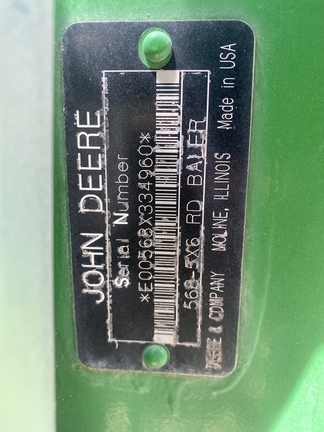 JOHN DEERE
Serial Number
*E00568X334960*
568-5X6 RD BALER
DEERE & COMPANY MOLINE, ILLINOIS Made in USA